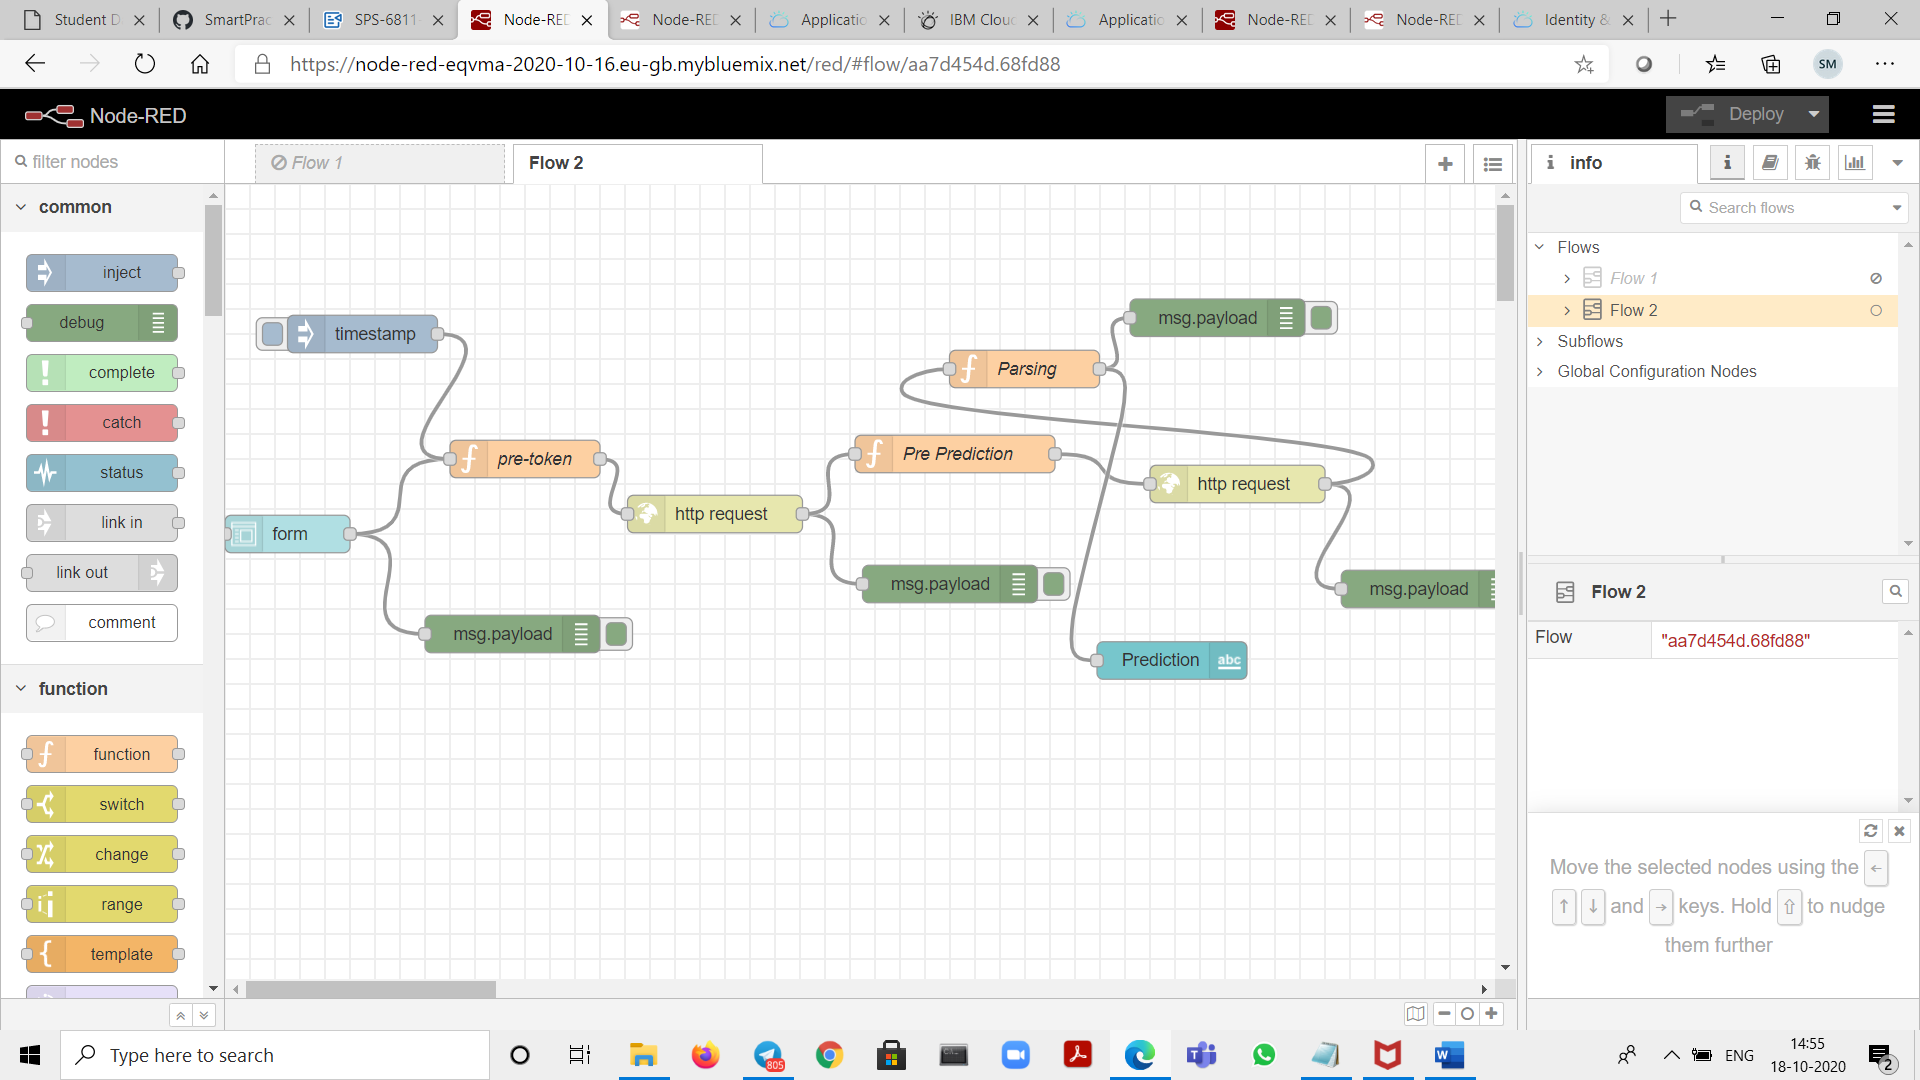 Student D
SmartPrac
SPS-6811-
Node-RED
Node-RED
Applicatio
IBM Clou
Applicatio
Node-RED
Node-RED
Identity &
https://node-red-eqvma-2020-10-16.eu-gb.mybluemix.net/red/#flow/aa7d454d.68fd88
SM
Node-RED
Deploy
filter nodes
Flow 1
Flow 2
i info
i
common
Search flows
inject
debug
complete
catch
status
link in
link out
comment
function
function
switch
change
range
template
timestamp
pre-token
form
msg.payload
http request
msg.payload
Pre Prediction
Parsing
msg.payload
http request
msg.payload
Prediction
abc
Flows
Flow 1
Flow 2
Subflows
Global Configuration Nodes
Flow 2
Flow "aa7d454d.68fd88"
Move the selected nodes using the ←
↑ ↓ and → keys. Hold ⇧ to nudge
them further
Type here to search
805
ENG
14:55
18-10-2020
2